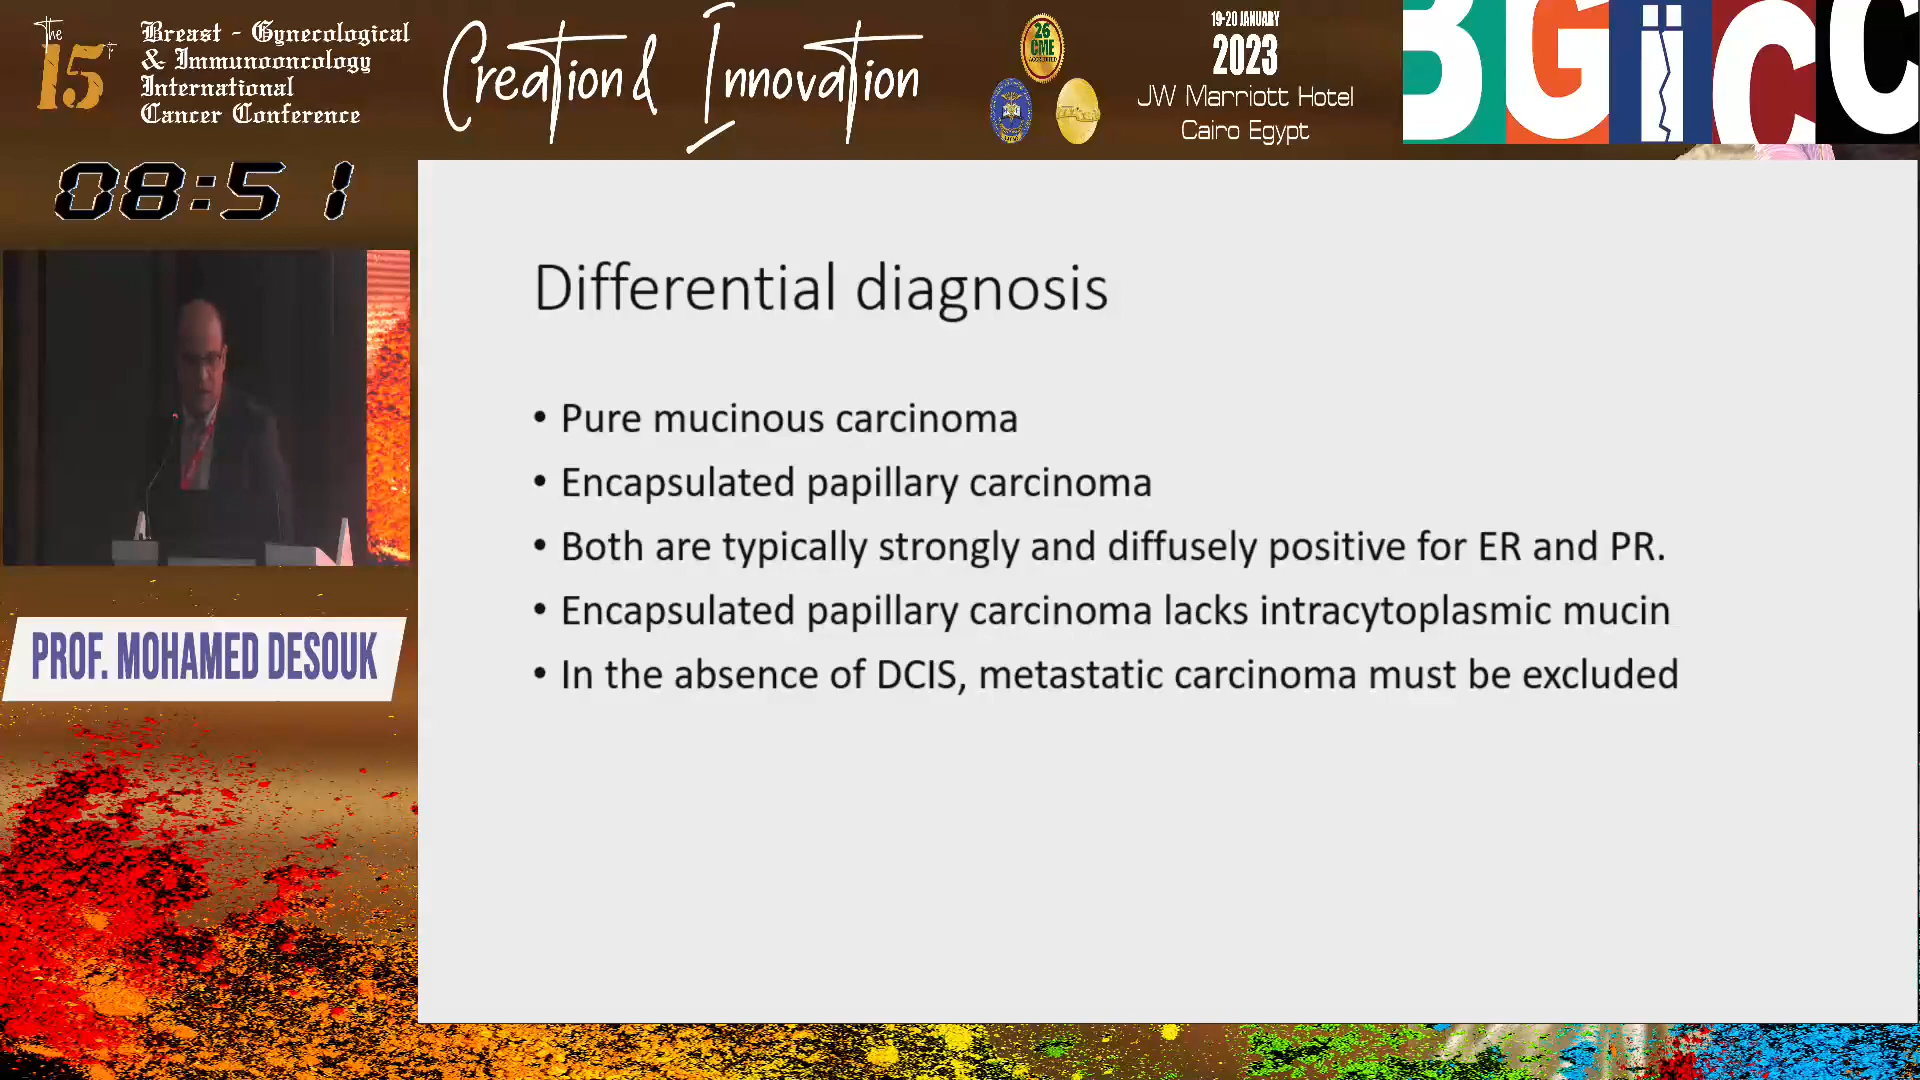 The
15th
Breast - Gynecological
& Immunooncology
International
Cancer Conference
Creation & Innovation
26
CME
ACCREDITED
19-20 JANUARY
2023
JW Marriott Hotel
Cairo Egypt
BGiCC
08:51
PROF. MOHAMED DESOUK
Differential diagnosis
• Pure mucinous carcinoma
• Encapsulated papillary carcinoma
• Both are typically strongly and diffusely positive for ER and PR.
• Encapsulated papillary carcinoma lacks intracytoplasmic mucin
• In the absence of DCIS, metastatic carcinoma must be excluded